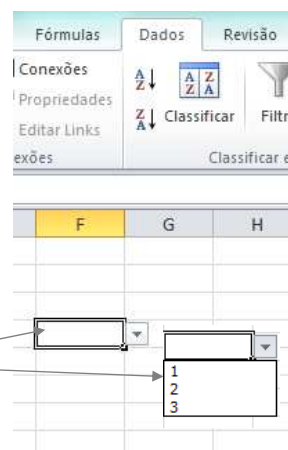 Fórmulas Dados Revisão
Conexões
Propriedades
Editar Links
exões
A
Z
Z
A
A Z
Z A
Classificar
Filtr
Classificar e
F G H
1
2
3